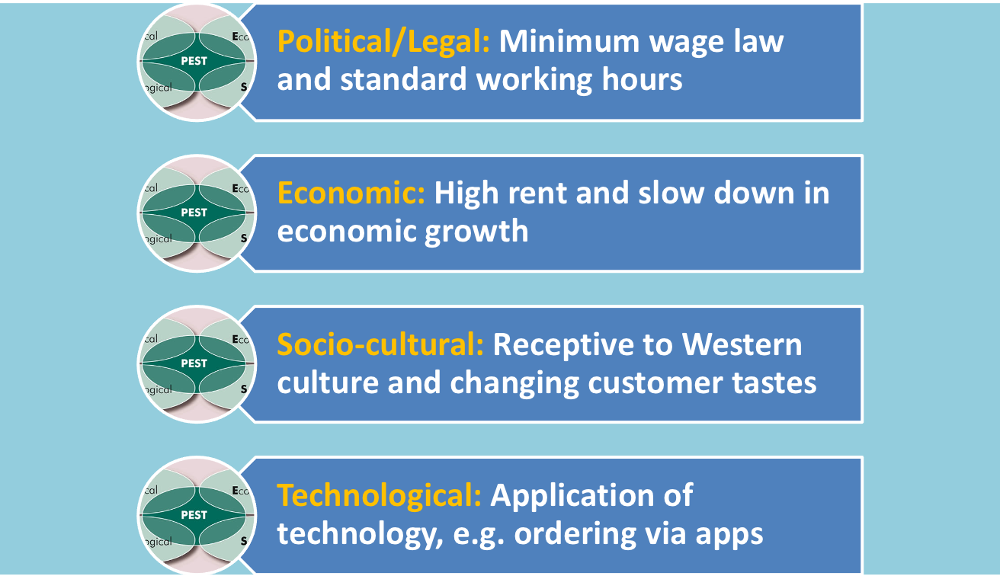 cal Eco
PEST
ogical S
Political/Legal: Minimum wage law
and standard working hours
cal Eco
PEST
ogical S
Economic: High rent and slow down in
economic growth
cal Eco
PEST
ogical S
Socio-cultural: Receptive to Western
culture and changing customer tastes
cal Eco
PEST
ogical S
Technological: Application of
technology, e.g. ordering via apps